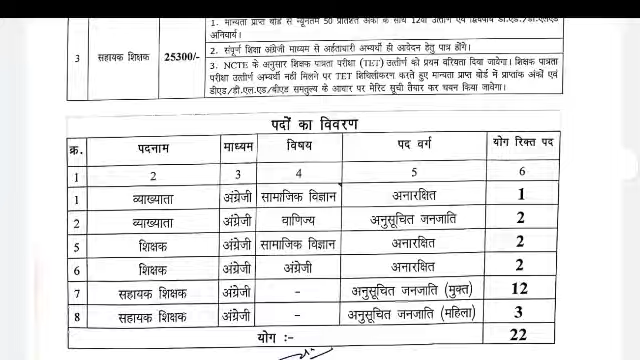 1. मान्यता प्राप्त बोर्ड से न्यूनतम 50 प्रतिशत अंकों के साथ 12वीं उत्तीर्ण एवं द्विवर्षीय डी.एड./डी.एलएड
अनिवार्य।
3 सहायक शिक्षक 25300/-
2. संपूर्ण शिक्षा अंग्रेजी माध्यम से अर्हताधारी अभ्यर्थी ही आवेदन हेतु पात्र होंगे।
3. NCTE के अनुसार शिक्षक पात्रता परीक्षा (TET) उत्तीर्ण को प्रथम वरियता दिया जावेगा। शिक्षक पात्रता
परीक्षा उत्तीर्ण अभ्यर्थी नहीं मिलने पर TET शिथिलीकरण करते हुए मान्यता प्राप्त बोर्ड में प्राप्तांक अंकों एवं
डीएड/डी.एल.एड/बीएड समतुल्य के आधार पर मेरिट सूची तैयार कर चयन किया जावेगा।
पदों का विवरण
क्र. पदनाम माध्यम विषय पद वर्ग योग रिक्त पद
1 2 3 4 5 6
1 व्याख्याता अंग्रेजी सामाजिक विज्ञान अनारक्षित 1
2 व्याख्याता अंग्रेजी वाणिज्य अनुसूचित जनजाति 2
5 शिक्षक अंग्रेजी सामाजिक विज्ञान अनारक्षित 2
6 शिक्षक अंग्रेजी अंग्रेजी अनारक्षित 2
7 सहायक शिक्षक अंग्रेजी - अनुसूचित जनजाति (मुक्त) 12
8 सहायक शिक्षक अंग्रेजी - अनुसूचित जनजाति (महिला) 3
योग :- 22